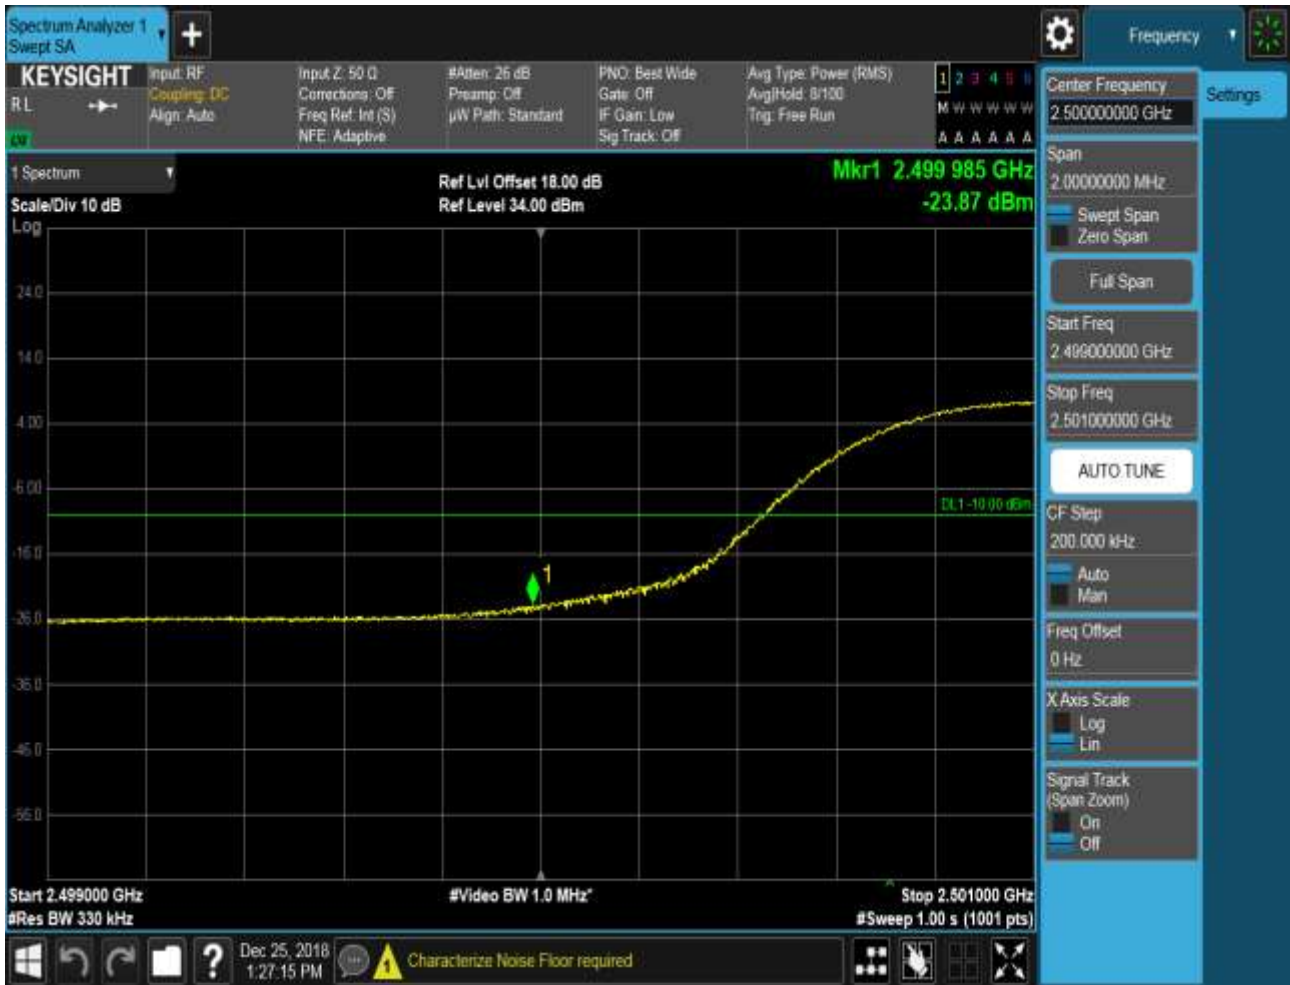 Spectrum Analyzer 1
Swept SA
+
Frequency
KEYSIGHT
RL
LXI
Input: RF
Coupling: DC
Align: Auto
Input Z: 50 Ω
Corrections: Off
Freq Ref: Int (S)
NFE: Adaptive
#Atten: 26 dB
Preamp: Off
µW Path: Standard
PNO: Best Wide
Gate: Off
IF Gain: Low
Sig Track: Off
Avg Type: Power (RMS)
Avg|Hold: 8/100
Trig: Free Run
1 2 3 4 5 6
M W W W W W
A A A A A A
1 Spectrum
Scale/Div 10 dB
Log
Ref Lvl Offset 18.00 dB
Ref Level 34.00 dBm
Mkr1 2.499 985 GHz
-23.87 dBm
24.0
14.0
4.00
-6.00
-16.0
-26.0
-36.0
-46.0
-56.0
DL1 -10.00 dBm
1
Start 2.499000 GHz
#Res BW 330 kHz
#Video BW 1.0 MHz*
Stop 2.501000 GHz
#Sweep 1.00 s (1001 pts)
Center Frequency
2.500000000 GHz
Settings
Span
2.00000000 MHz
Swept Span
Zero Span
Full Span
Start Freq
2.499000000 GHz
Stop Freq
2.501000000 GHz
AUTO TUNE
CF Step
200.000 kHz
Auto
Man
Freq Offset
0 Hz
X Axis Scale
Log
Lin
Signal Track
(Span Zoom)
On
Off
?
Dec 25, 2018
1:27:15 PM
1
Characterize Noise Floor required